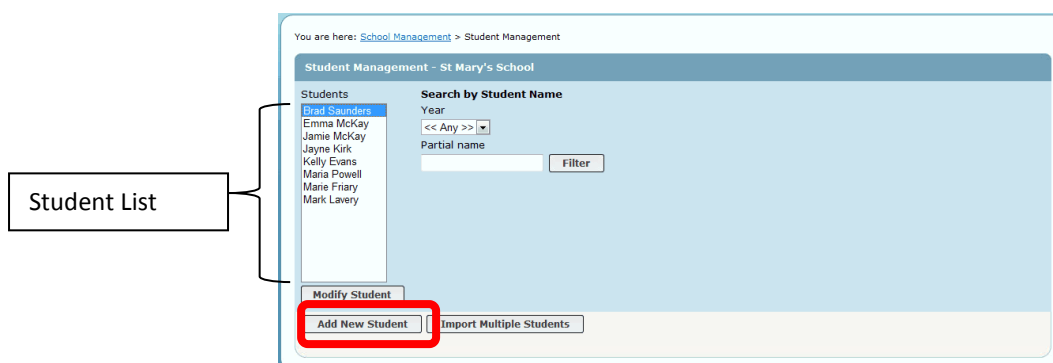 You are here: School Management > Student Management
Student Management - St Mary's School
Students
Brad Saunders
Emma McKay
Jamie McKay
Jayne Kirk
Kelly Evans
Maria Powell
Marie Friary
Mark Lavery
Search by Student Name
Year
<< Any >>
Partial name
Filter
Student List
Modify Student
Add New Student
Import Multiple Students